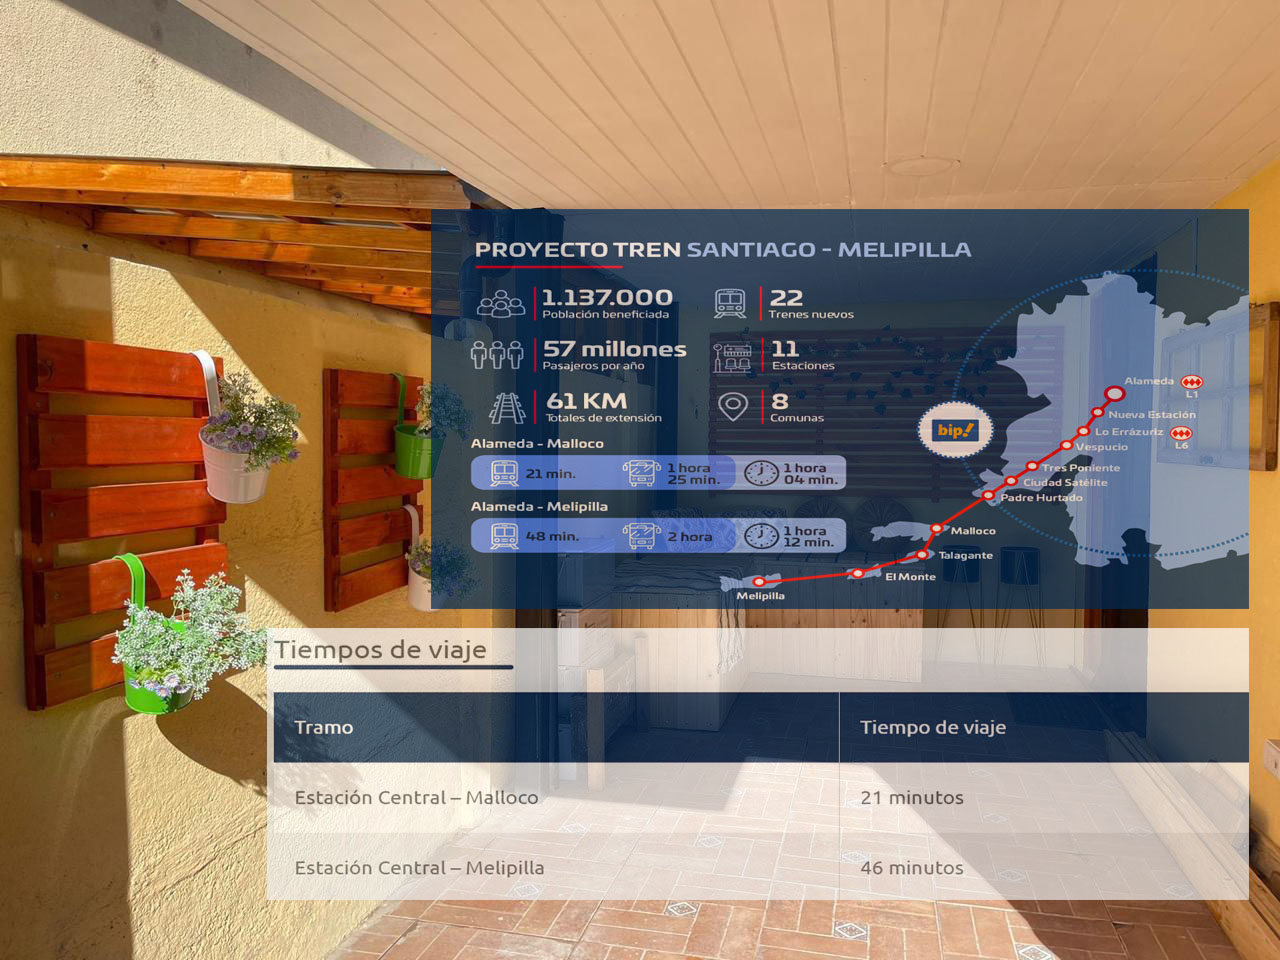 PROYECTO TREN SANTIAGO - MELIPILLA
1.137.000
Población beneficiada
22
Trenes nuevos
57 millones
Pasajeros por año
11
Estaciones
61 KM
Totales de extensión
8
Comunas
Alameda - Malloco
21 min.
1 hora
25 min.
1 hora
04 min.
Alameda - Melipilla
48 min.
2 hora
1 hora
12 min.
bip!
Alameda
L1
Nueva Estación
Lo Errázuriz
L6
Vespucio
Tres Poniente
Ciudad Satélite
Padre Hurtado
Malloco
Talagante
El Monte
Melipilla
Tiempos de viaje
Tramo
Tiempo de viaje
Estación Central – Malloco
21 minutos
Estación Central – Melipilla
46 minutos